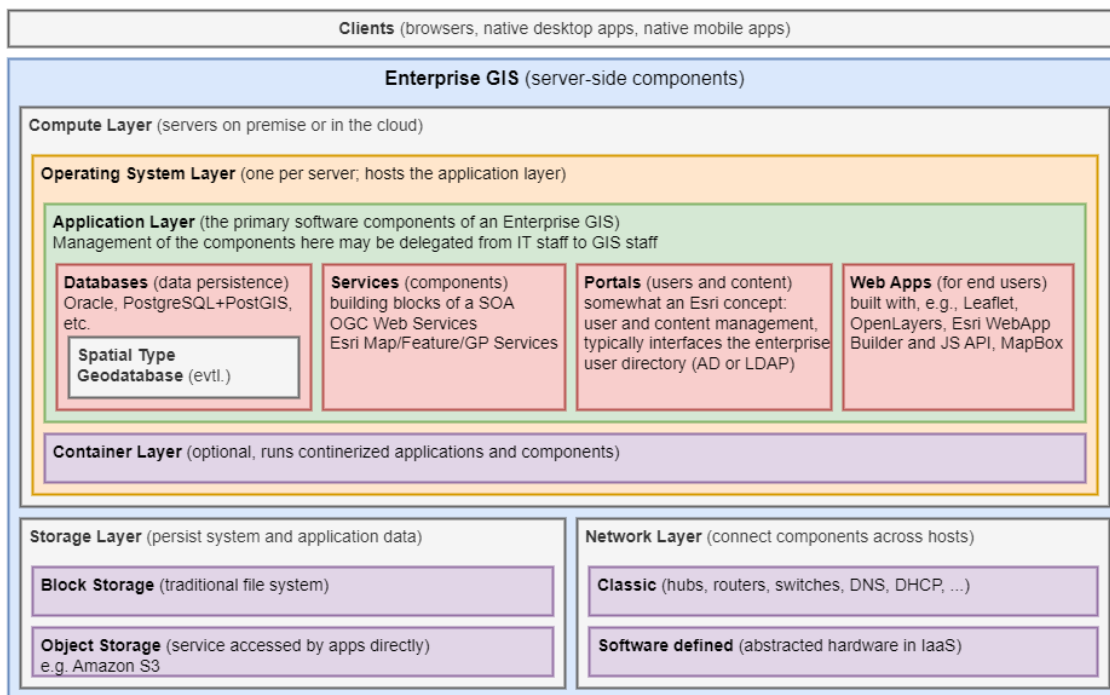 Clients (browsers, native desktop apps, native mobile apps)
Enterprise GIS (server-side components)
Compute Layer (servers on premise or in the cloud)
Operating System Layer (one per server; hosts the application layer)
Application Layer (the primary software components of an Enterprise GIS)
Management of the components here may be delegated from IT staff to GIS staff
Databases (data persistence)
Oracle, PostgreSQL+PostGIS,
etc.
Spatial Type
Geodatabase (evtl.)
Services (components)
building blocks of a SOA
OGC Web Services
Esri Map/Feature/GP Services
Portals (users and content)
somewhat an Esri concept:
user and content management,
typically interfaces the enterprise
user directory (AD or LDAP)
Web Apps (for end users)
built with, e.g., Leaflet,
OpenLayers, Esri WebApp
Builder and JS API, MapBox
Container Layer (optional, runs continerized applications and components)
Storage Layer (persist system and application data)
Block Storage (traditional file system)
Object Storage (service accessed by apps directly)
e.g. Amazon S3
Network Layer (connect components across hosts)
Classic (hubs, routers, switches, DNS, DHCP, ...)
Software defined (abstracted hardware in IaaS)